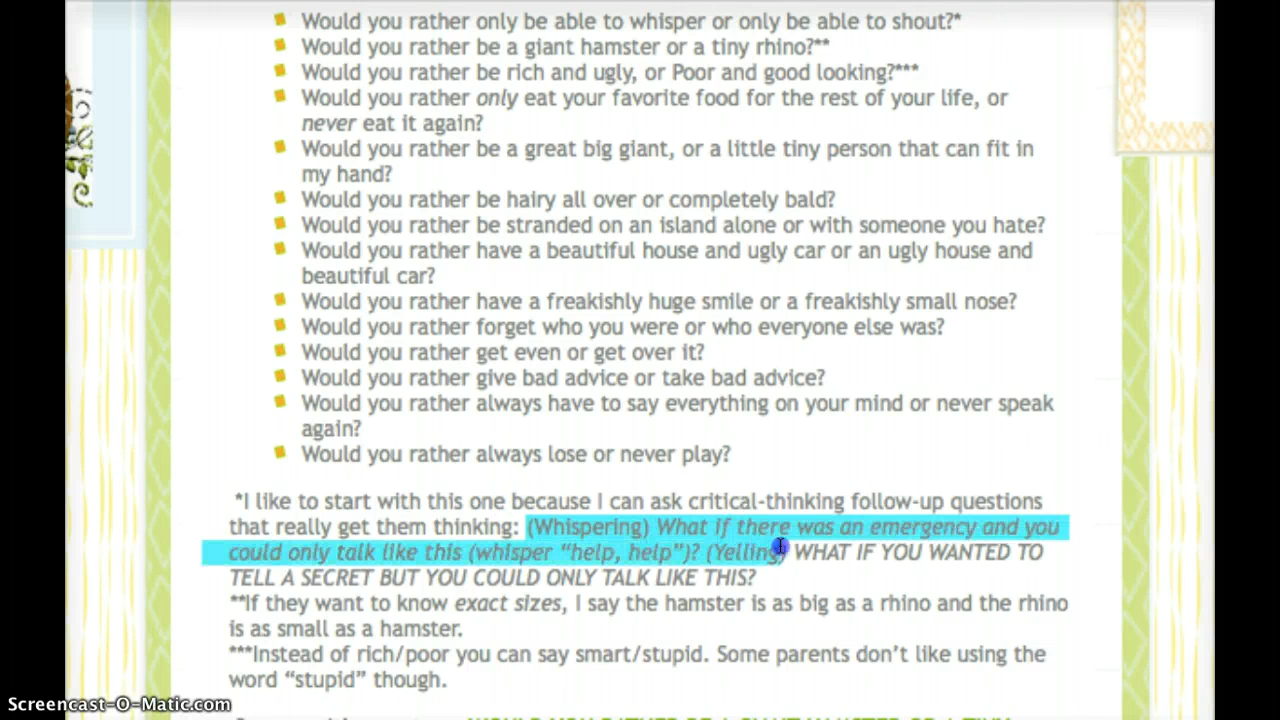 Would you rather only be able to whisper or only be able to shout?*
Would you rather be a giant hamster or a tiny rhino?**
Would you rather be rich and ugly, or Poor and good looking?***
Would you rather only eat your favorite food for the rest of your life, or
never eat it again?
Would you rather be a great big giant, or a little tiny person that can fit in
my hand?
Would you rather be hairy all over or completely bald?
Would you rather be stranded on an island alone or with someone you hate?
Would you rather have a beautiful house and ugly car or an ugly house and
beautiful car?
Would you rather have a freakishly huge smile or a freakishly small nose?
Would you rather forget who you were or who everyone else was?
Would you rather get even or get over it?
Would you rather give bad advice or take bad advice?
Would you rather always have to say everything on your mind or never speak
again?
Would you rather always lose or never play?
*I like to start with this one because I can ask critical-thinking follow-up questions
that really get them thinking: (Whispering) What if there was an emergency and you
could only talk like this (whisper “help, help”)? (Yelling) WHAT IF YOU WANTED TO
TELL A SECRET BUT YOU COULD ONLY TALK LIKE THIS?
**If they want to know exact sizes, I say the hamster is as big as a rhino and the rhino
is as small as a hamster.
***Instead of rich/poor you can say smart/stupid. Some parents don’t like using the
word “stupid” though.
Screencast-O-Matic.com